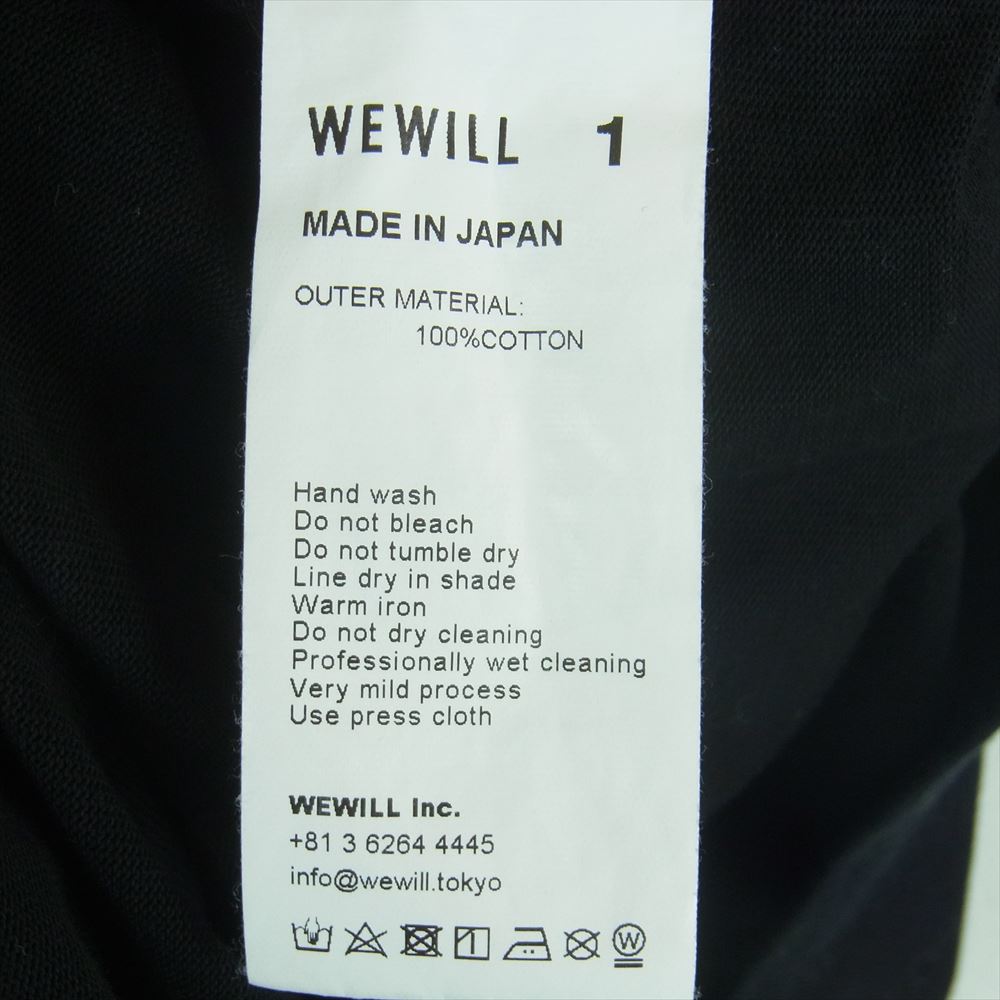 WEWILL 1
MADE IN JAPAN
OUTER MATERIAL:
100%COTTON
Hand wash
Do not bleach
Do not tumble dry
Line dry in shade
Warm iron
Do not dry cleaning
Professionally wet cleaning
Very mild process
Use press cloth
WEWILL Inc.
+81 3 6264 4445
info@wewill.tokyo
W